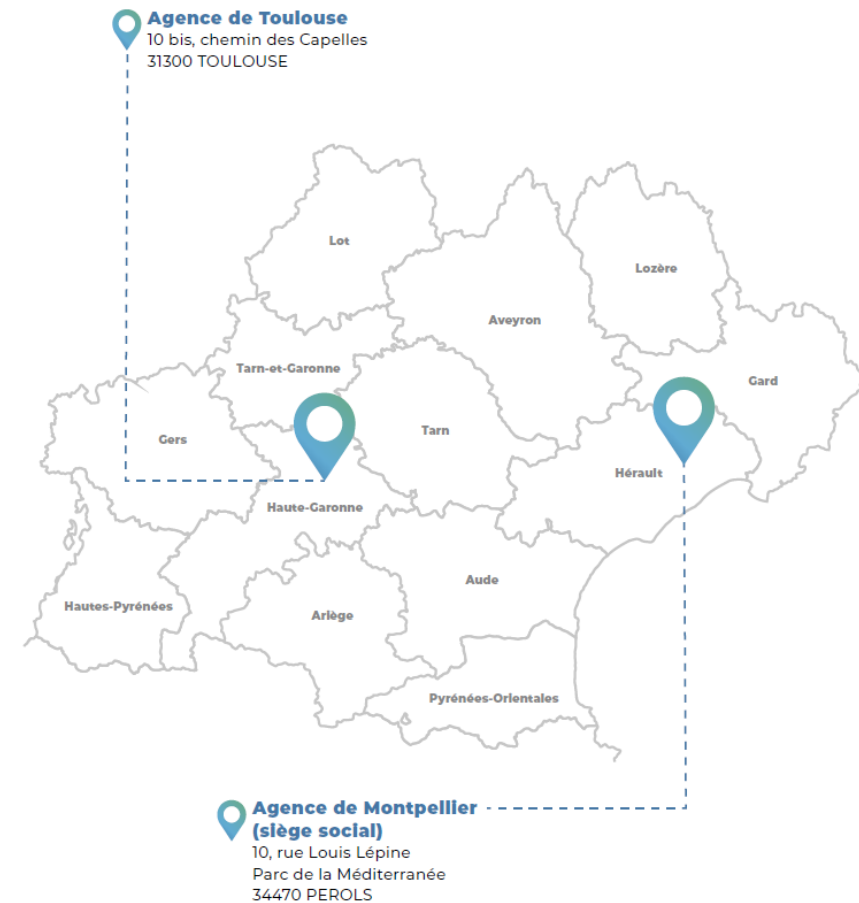 Agence de Toulouse
10 bis, chemin des Capelles
31300 TOULOUSE
Lot
Lozère
Aveyron
Tarn-et-Garonne
Gard
Tarn
Gers
Hérault
Haute-Garonne
Aude
Hautes-Pyrénées
Ariège
Pyrénées-Orientales
Agence de Montpellier
(siège social)
10, rue Louis Lépine
Parc de la Méditerranée
34470 PEROLS